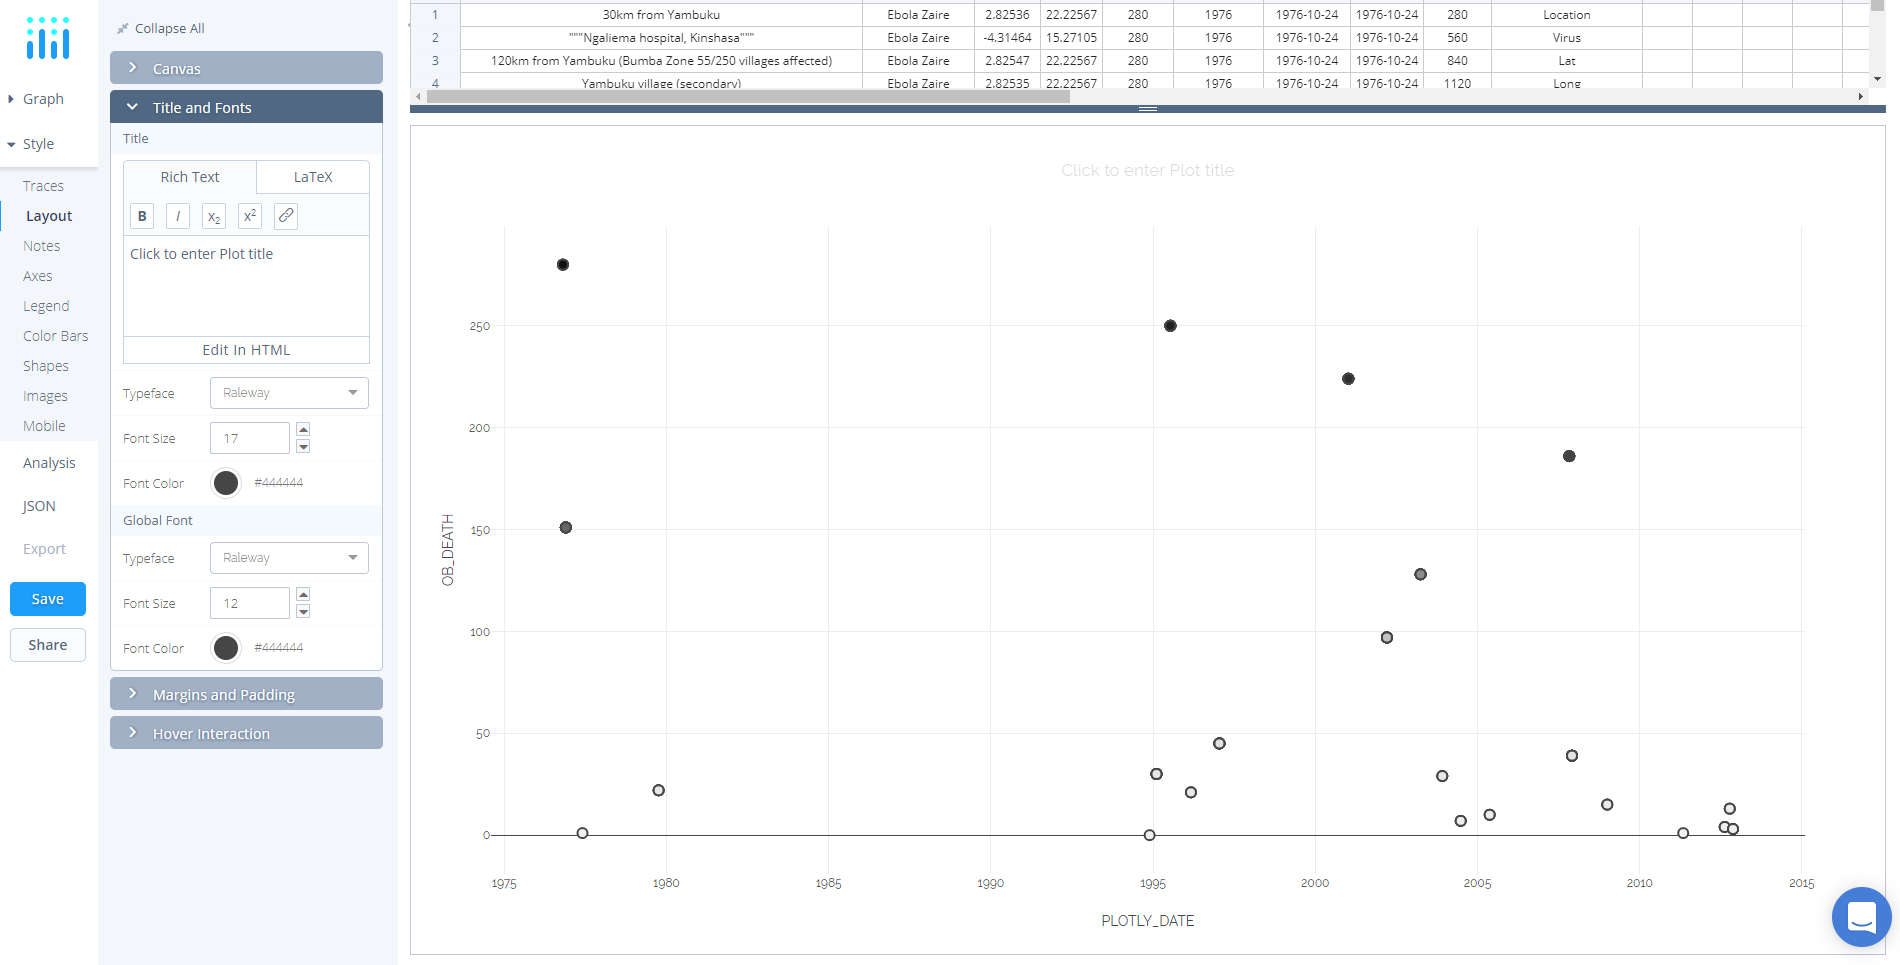 Collapse All
Canvas
Graph
Title and Fonts
Title
Style
Rich Text LaTeX
Traces
Layout
B I x2 x2
Notes
Click to enter Plot title
Axes
Legend
Color Bars
Edit In HTML
Shapes
Images
Typeface Raleway
Mobile
Font Size 17
Analysis
Font Color #444444
JSON
Global Font
Export
Typeface Raleway
Save
Font Size 12
Share
Font Color #444444
Margins and Padding
Hover Interaction
1 30km from Yambuku Ebola Zaire 2.82536 22.22567 280 1976 1976-10-24 1976-10-24 280 Location
2 """Ngaliema hospital, Kinshasa""" Ebola Zaire -4.31464 15.27105 280 1976 1976-10-24 1976-10-24 560 Virus
3 120km from Yambuku (Bumba Zone 55/250 villages affected) Ebola Zaire 2.82547 22.22567 280 1976 1976-10-24 1976-10-24 840 Lat
4 Yambuku village (secondary) Ebola Zaire 2.82535 22.22567 280 1976 1976-10-24 1976-10-24 1120 Long
Click to enter Plot title
250
200
150
OB_DEATH
100
50
0
1975 1980 1985 1990 1995 2000 2005 2010 2015
PLOTLY_DATE